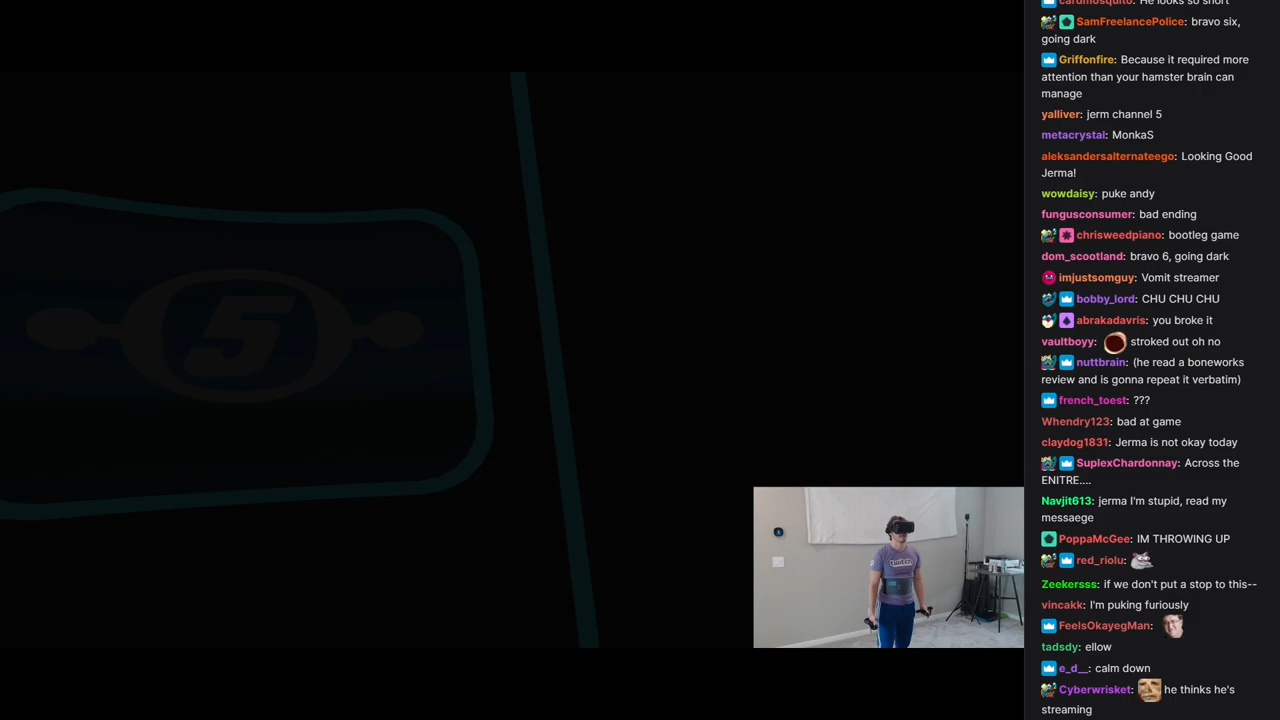 5
twitch
cardmosquito: He looks so short
SamFreelancePolice: bravo six,
going dark
Griffonfire: Because it required more
attention than your hamster brain can
manage
yalliver: jerm channel 5
metacrystal: MonkaS
aleksandersalternateego: Looking Good
Jerma!
wowdaisy: puke andy
fungusconsumer: bad ending
chrisweedpiano: bootleg game
dom_scootland: bravo 6, going dark
imjustsomguy: Vomit streamer
bobby_lord: CHU CHU CHU
abrakadavris: you broke it
vaultboyy: stroked out oh no
nuttbrain: (he read a boneworks
review and is gonna repeat it verbatim)
french_toest: ???
Whendry123: bad at game
claydog1831: Jerma is not okay today
SuplexChardonnay: Across the
ENITRE....
Navjit613: jerma I'm stupid, read my
messaege
PoppaMcGee: IM THROWING UP
red_riolu:
Zeekersss: if we don't put a stop to this--
vincakk: I'm puking furiously
FeelsOkayegMan:
tadsdy: ellow
e_d__: calm down
Cyberwrisket: he thinks he's
streaming